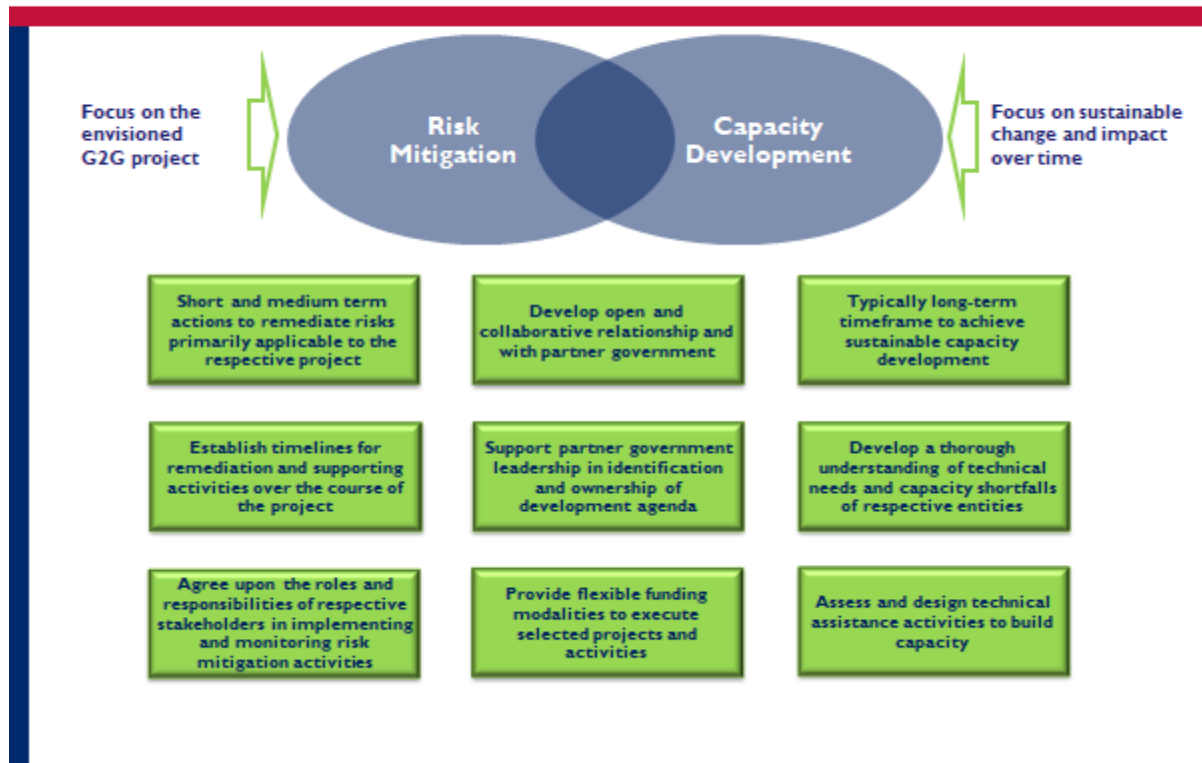 Focus on the
envisioned
G2G project
Risk
Mitigation
Capacity
Development
Focus on sustainable
change and impact
over time
Short and medium term
actions to remediate risks
primarily applicable to the
respective project
Develop open and
collaborative relationship and
with partner government
Typically long-term
timeframe to achieve
sustainable capacity
development
Establish timelines for
remediation and supporting
activities over the course of
the project
Support partner government
leadership in identification
and ownership of
development agenda
Develop a thorough
understanding of technical
needs and capacity shortfalls
of respective entities
Agree upon the roles and
responsibilities of respective
stakeholders in implementing
and monitoring risk
mitigation activities
Provide flexible funding
modalities to execute
selected projects and
activities
Assess and design technical
assistance activities to build
capacity